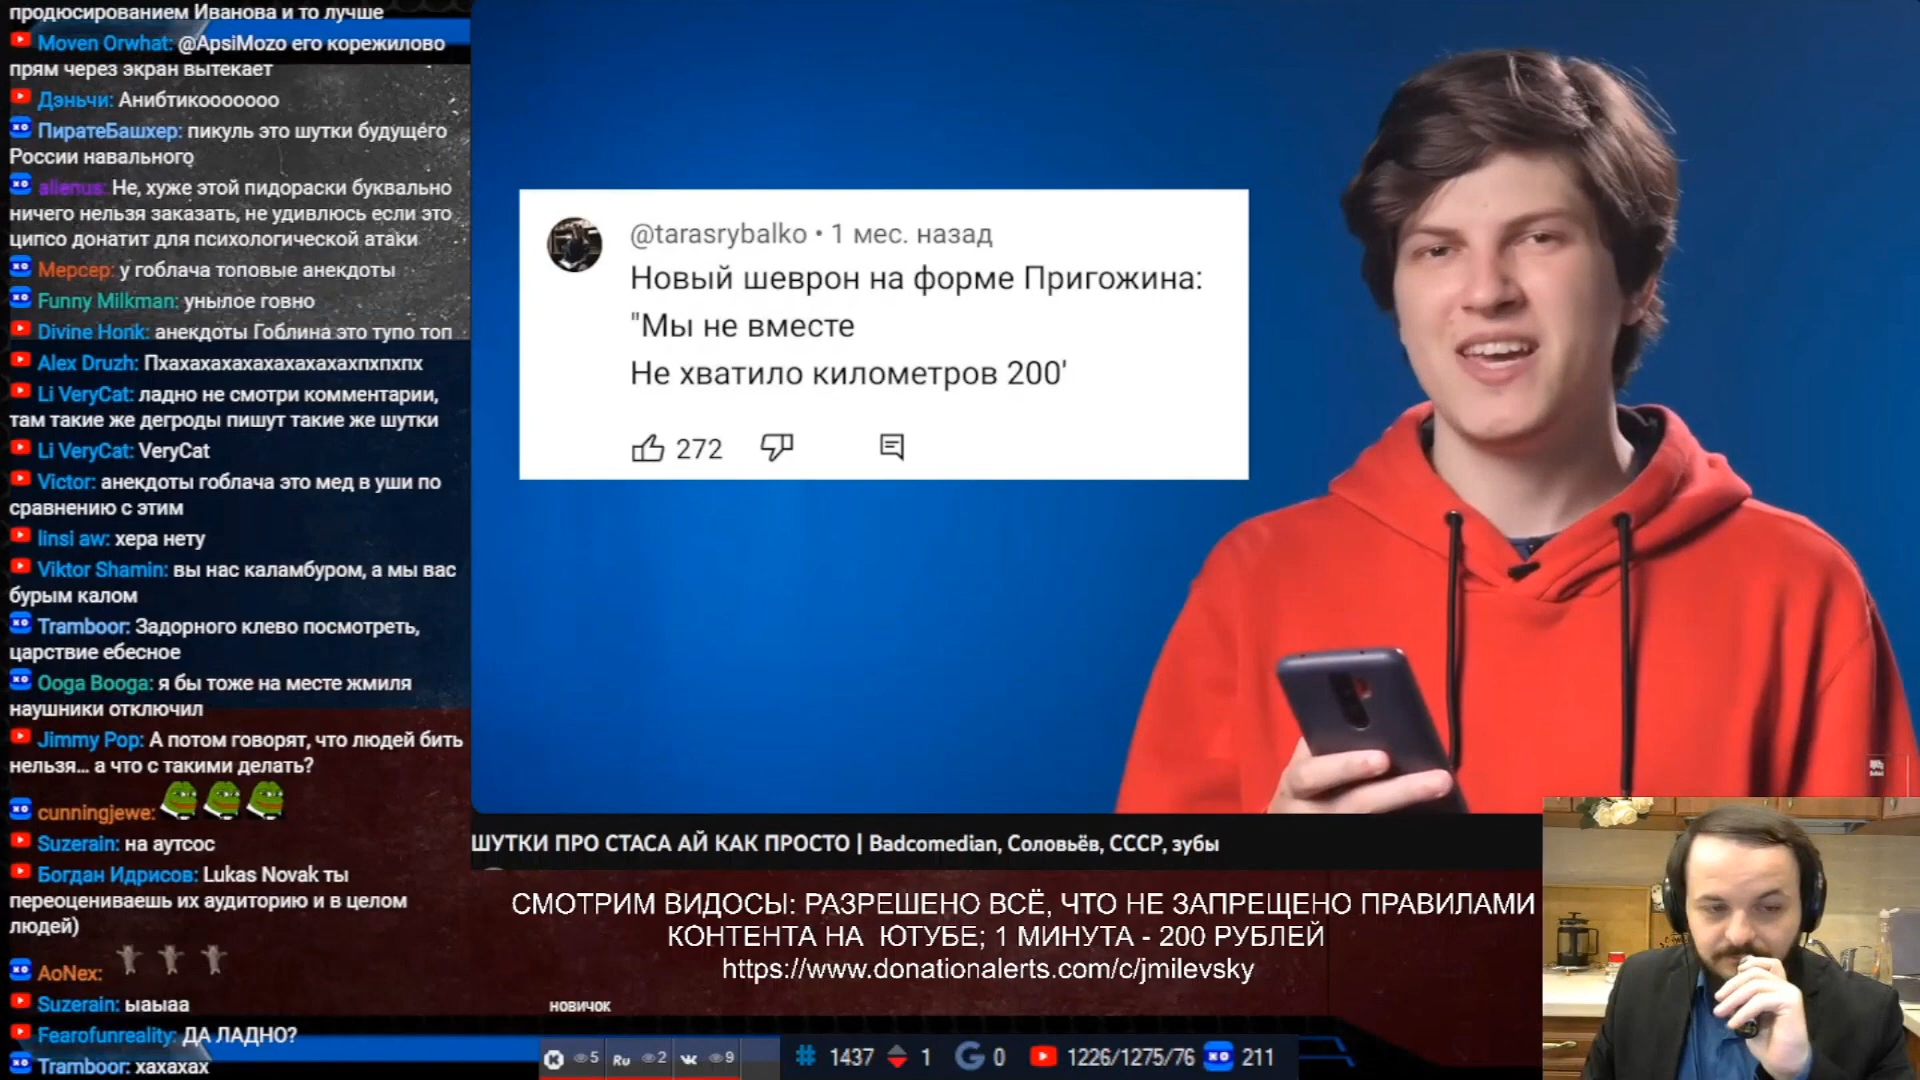 продюсированием Иванова и то лучше
Moven Orwhat: @ApsiMozo его корежилово
прям через экран вытекает
Дэньчи: Анибтикооооооо
ПиратеБашхер: пикуль это шутки будущего
России навального
alienus: Не, хуже этой пидораски буквально
ничего нельзя заказать, не удивлюсь если это
ципсо донатит для психологической атаки
Мерсер: у гоблача топовые анекдоты
Funny Milkman: унылое говно
Divine Honk: анекдоты Гоблина это тупо топ
Alex Druzh: Пхахахахахахахахахахпхпхпх
Li VeryCat: ладно не смотри комментарии,
там такие же дегроды пишут такие же шутки
Li VeryCat: VeryCat
Victor: анекдоты гоблача это мед в уши по
сравнению с этим
linsi aw: хера нету
Viktor Shamin: вы нас каламбуром, а мы вас
бурым калом
Tramboor: Задорного клево посмотреть,
царствие ебесное
Ooga Booga: я бы тоже на месте жмиля
наушники отключил
Jimmy Pop: А потом говорят, что людей бить
нельзя... а что с такими делать?
cunningjewe:
Suzerain: на аутсос
Богдан Идрисов: Lukas Novak ты
переоцениваешь их аудиторию и в целом
людей)
AoNex:
Suzerain: ыаыаа
Fearofunreality: ДА ЛАДНО?
Tramboor: хахахах
@tarasrybalko • 1 мес. назад
Новый шеврон на форме Пригожина:
"Мы не вместе
Не хватило километров 200'
272
ШУТКИ ПРО СТАСА АЙ КАК ПРОСТО | Badcomedian, Соловьёв, СССР, зубы
СМОТРИМ ВИДОСЫ: РАЗРЕШЕНО ВСЁ, ЧТО НЕ ЗАПРЕЩЕНО ПРАВИЛАМИ
КОНТЕНТА НА ЮТУБЕ; 1 МИНУТА - 200 РУБЛЕЙ
https://www.donationalerts.com/c/jmilevsky
новичок
K 5 Ru 2 VK 9 # 1437 1 G 0 1226/1275/76 XO 211